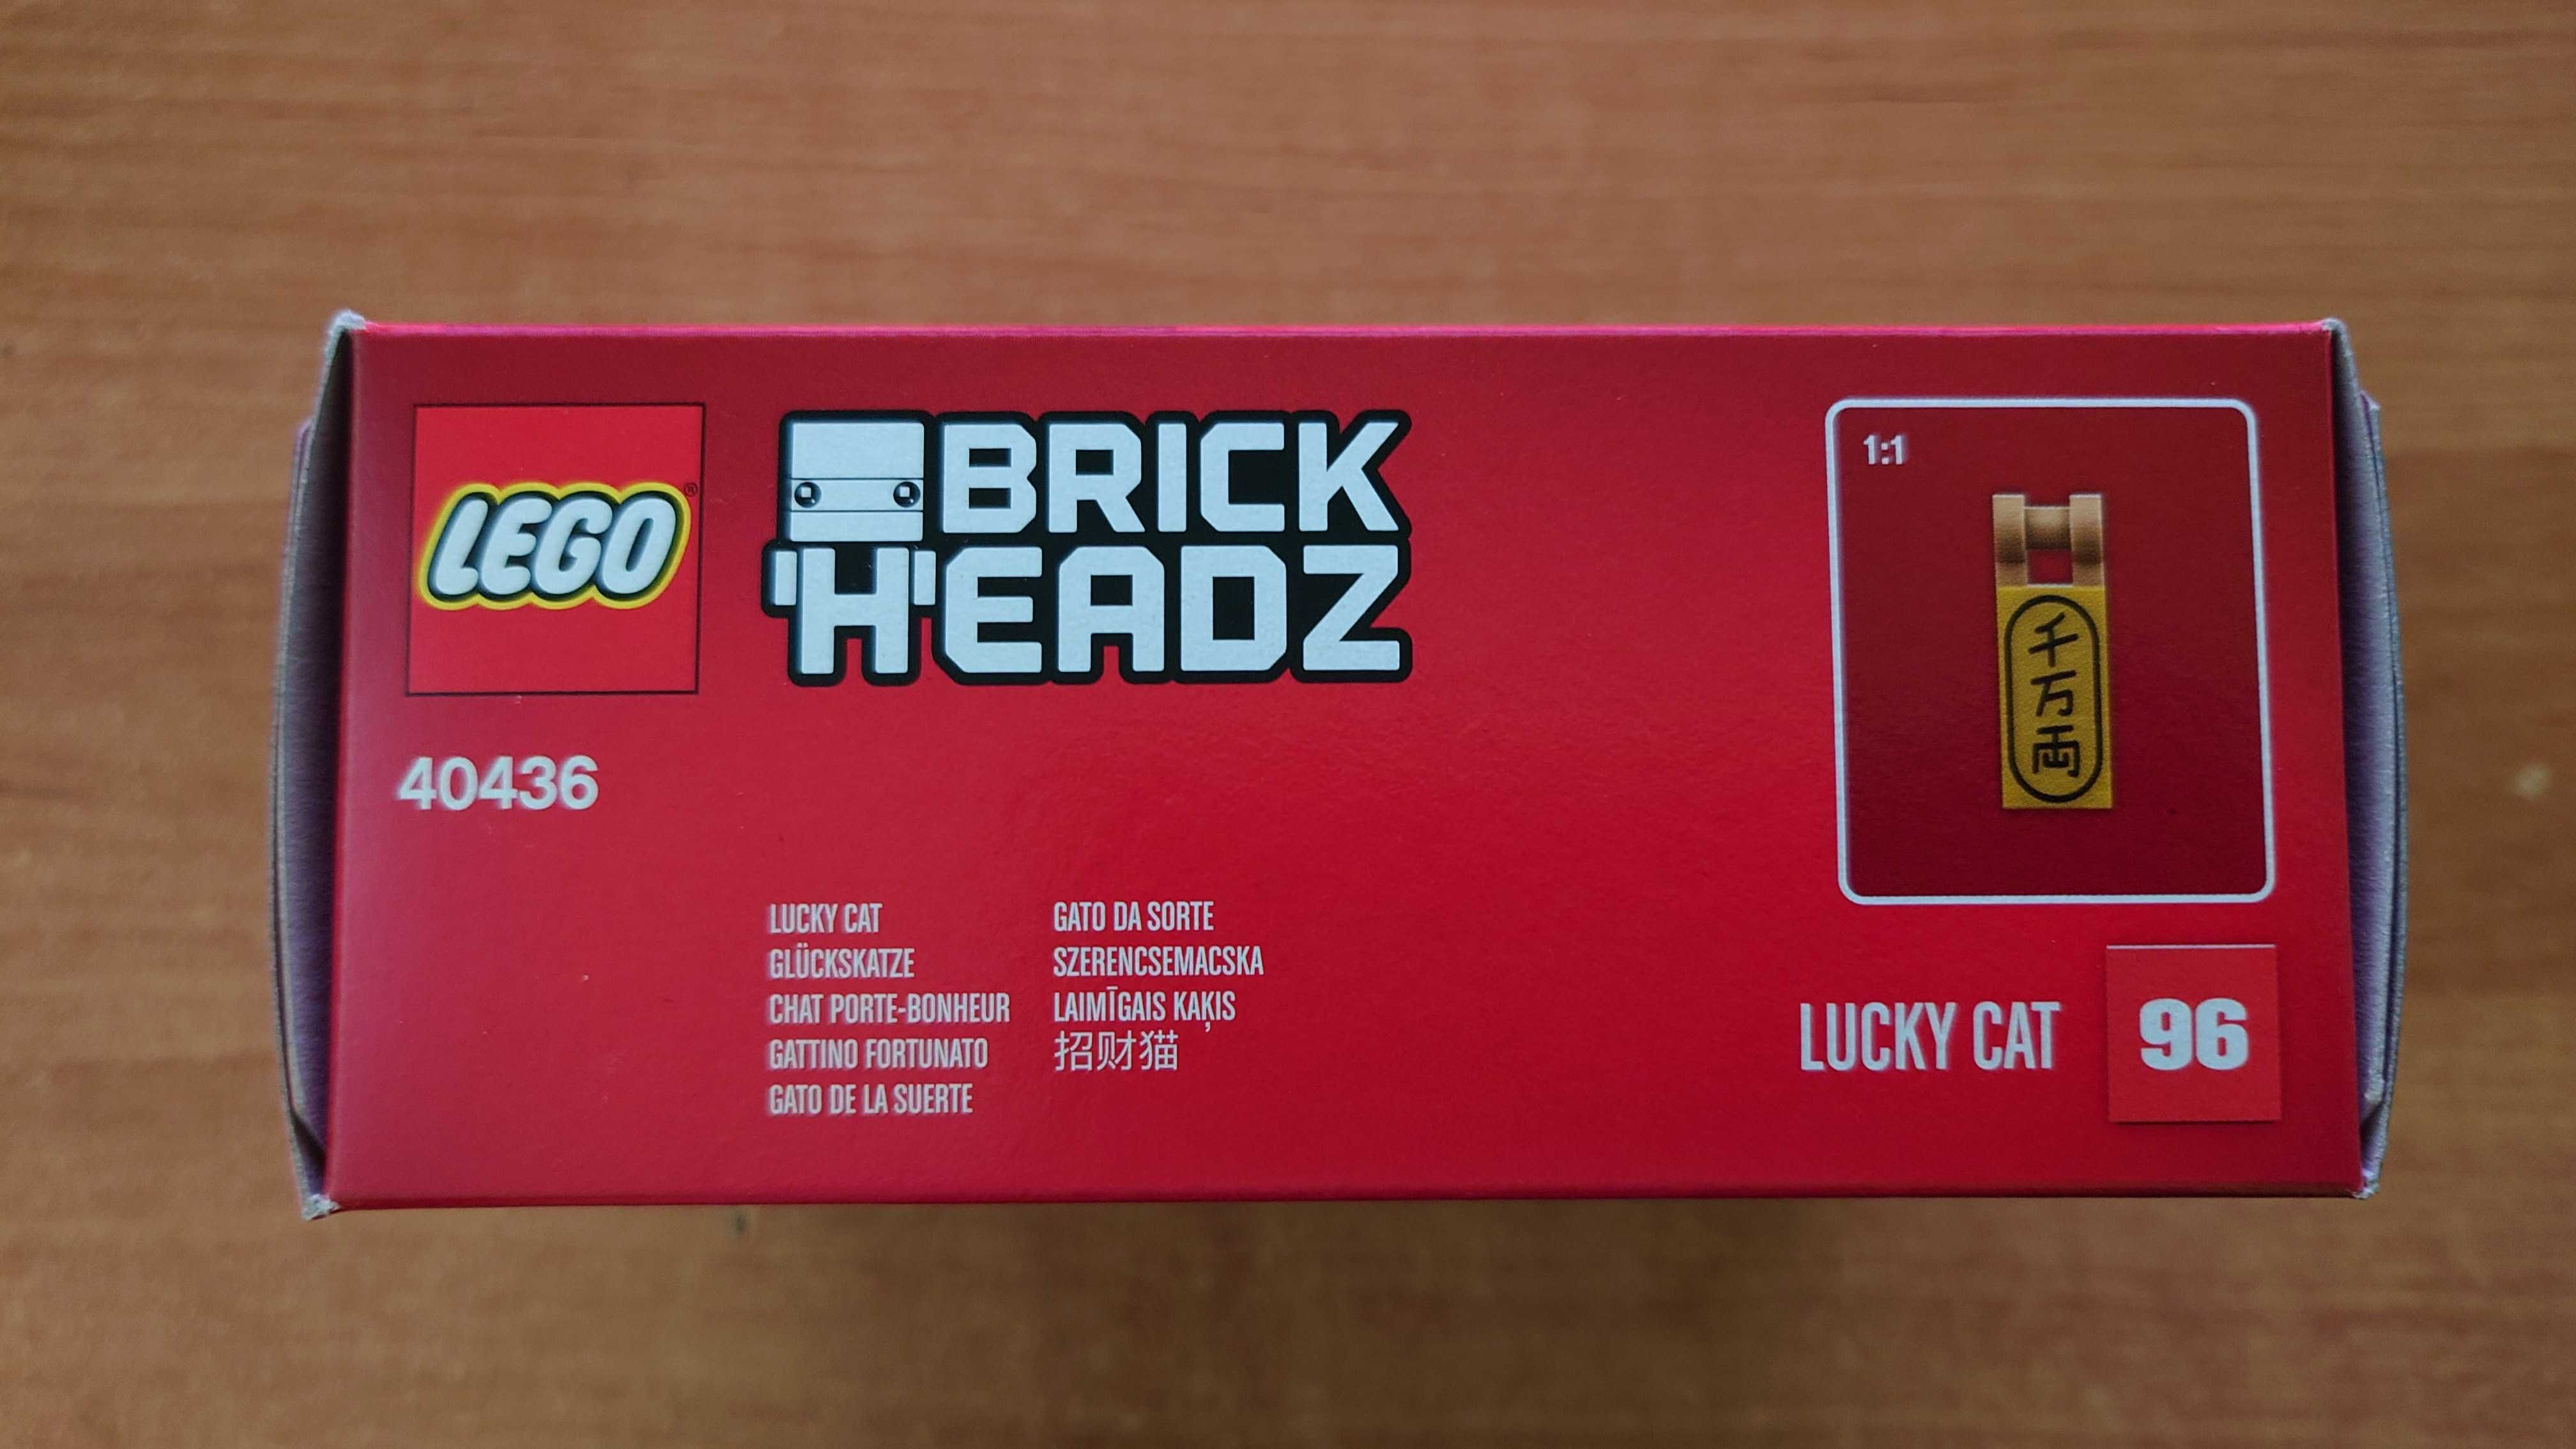 LEGO®
BRICK
HEADZ
40436
LUCKY CAT
GLÜCKSKATZE
CHAT PORTE-BONHEUR
GATTINO FORTUNATO
GATO DE LA SUERTE
GATO DA SORTE
SZERENCSEMACSKA
LAIMĪGAIS KAĶIS
招财猫
1:1
千万両
LUCKY CAT
96